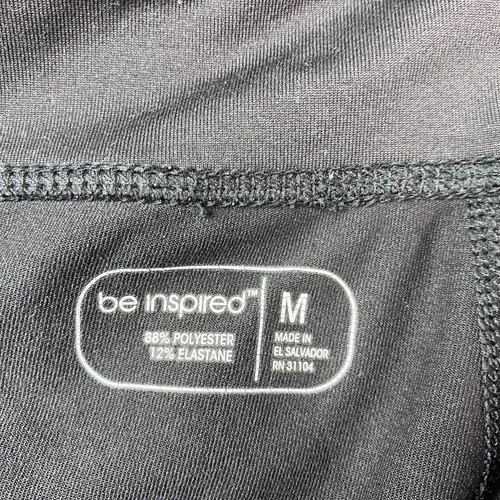 be inspired™
88% POLYESTER
12% ELASTANE
M
MADE IN
EL SALVADOR
RN 31104